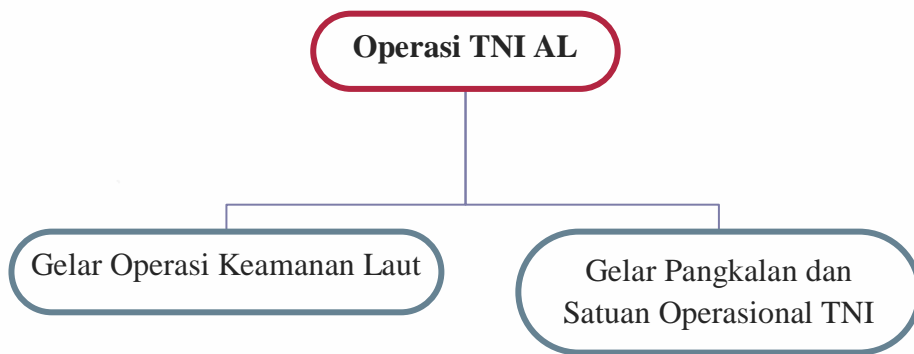 Operasi TNI AL
Gelar Operasi Keamanan Laut
Gelar Pangkalan dan
Satuan Operasional TNI